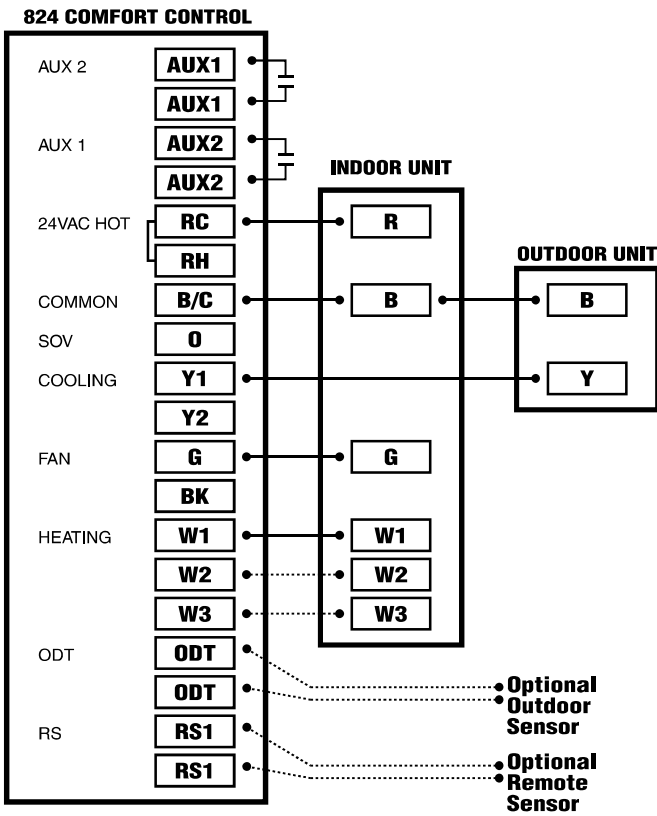 824 COMFORT CONTROL
AUX 2 AUX1
AUX1
AUX 1 AUX2
AUX2
INDOOR UNIT
24VAC HOT RC R
RH
OUTDOOR UNIT
COMMON B/C B B
SOV O
COOLING Y1 Y
Y2
FAN G G
BK
HEATING W1 W1
W2 W2
W3 W3
ODT ODT
ODT
Optional
Outdoor
Sensor
RS RS1
RS1
Optional
Remote
Sensor